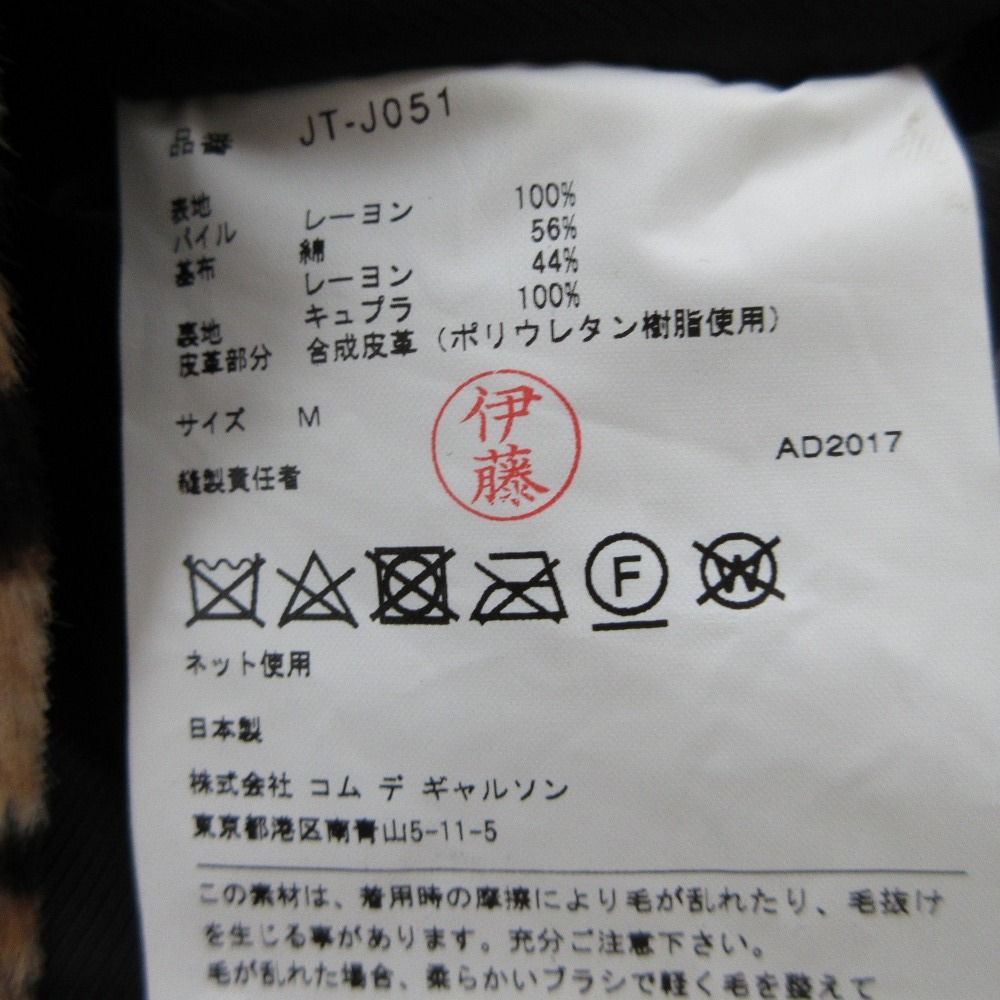 品番 JT-J051
表地
パイル レーヨン 100%
基布 綿 56%
レーヨン 44%
裏地 キュプラ 100%
皮革部分 合成皮革（ポリウレタン樹脂使用）
サイズ M
伊藤
AD2017
縫製責任者
F
W
ネット使用
日本製
株式会社 コム デ ギャルソン
東京都港区南青山5-11-5
この素材は、着用時の摩擦により毛が乱れたり、毛抜け
を生じる事があります。充分ご注意下さい。
毛が乱れた場合、柔らかいブラシで軽く毛を整えて